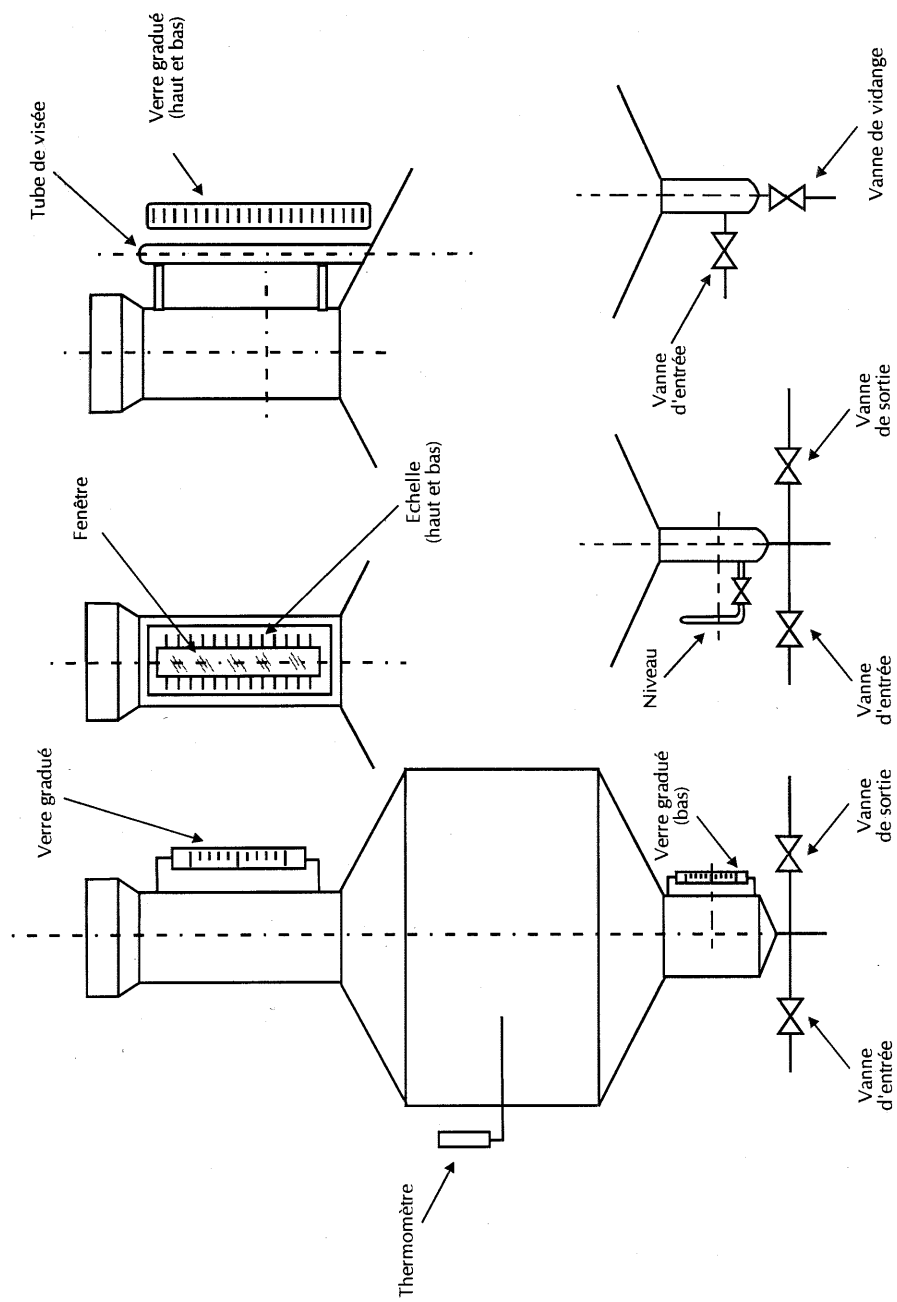 Verre gradué
Fenêtre
Echelle
(haut et bas)
Tube de visée
Verre gradué
(haut et bas)
Thermomètre
Verre gradué
(bas)
Vanne
d'entrée
Vanne
de sortie
Niveau
Vanne
d'entrée
Vanne
de sortie
Vanne
d'entrée
Vanne de vidange